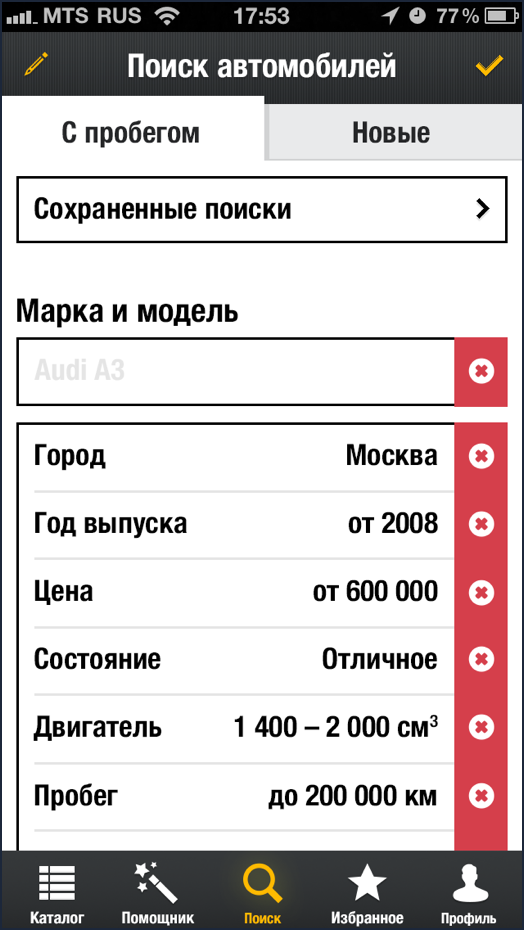 MTS RUS 17:53 77 %
Поиск автомобилей
С пробегом Новые
Сохраненные поиски
Марка и модель
Audi A3
Город Москва
Год выпуска от 2008
Цена от 600 000
Состояние Отличное
Двигатель 1 400 – 2 000 см³
Пробег до 200 000 км
Каталог Помощник Поиск Избранное Профиль